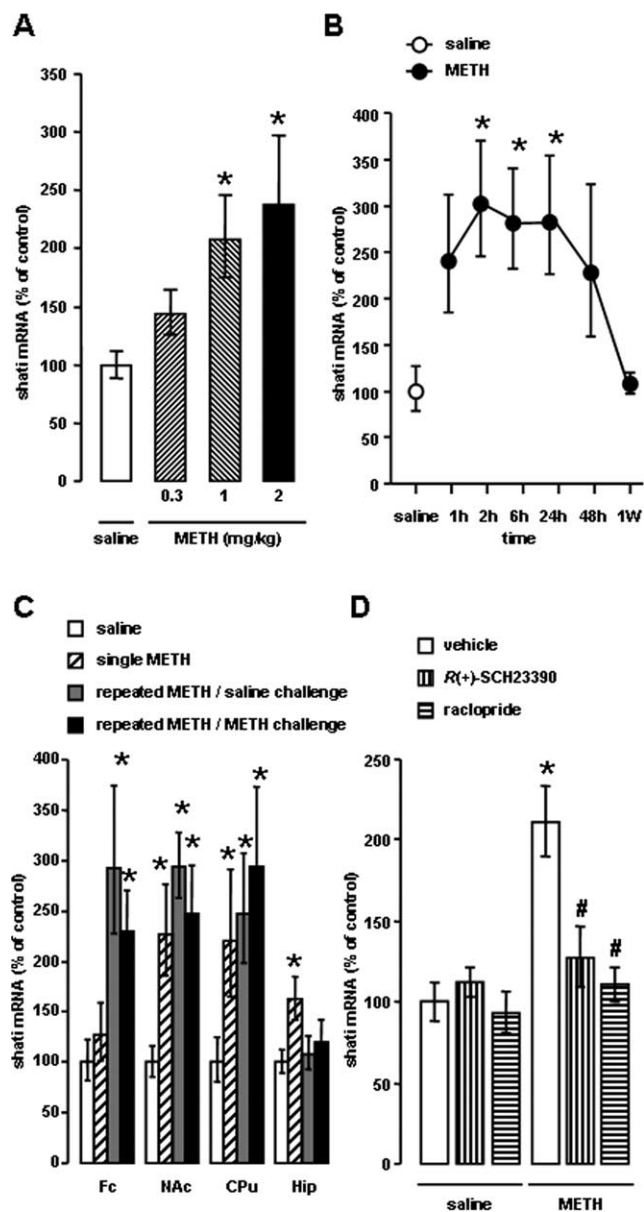 A
350
300
250
200
150
100
50
0
shati mRNA (% of control)
*
*
0.3 1 2
saline METH (mg/kg)
B
saline
METH
400
350
300
250
200
150
100
50
0
shati mRNA (% of control)
* * *
saline 1h 2h 6h 24h 48h 1W
time
C
saline
single METH
repeated METH / saline challenge
repeated METH / METH challenge
400
350
300
250
200
150
100
50
0
shati mRNA (% of control)
* * * * * * * * *
Fc NAc CPu Hip
D
vehicle
R(+)-SCH23390
raclopride
250
200
150
100
50
0
shati mRNA (% of control)
*
#
#
saline METH